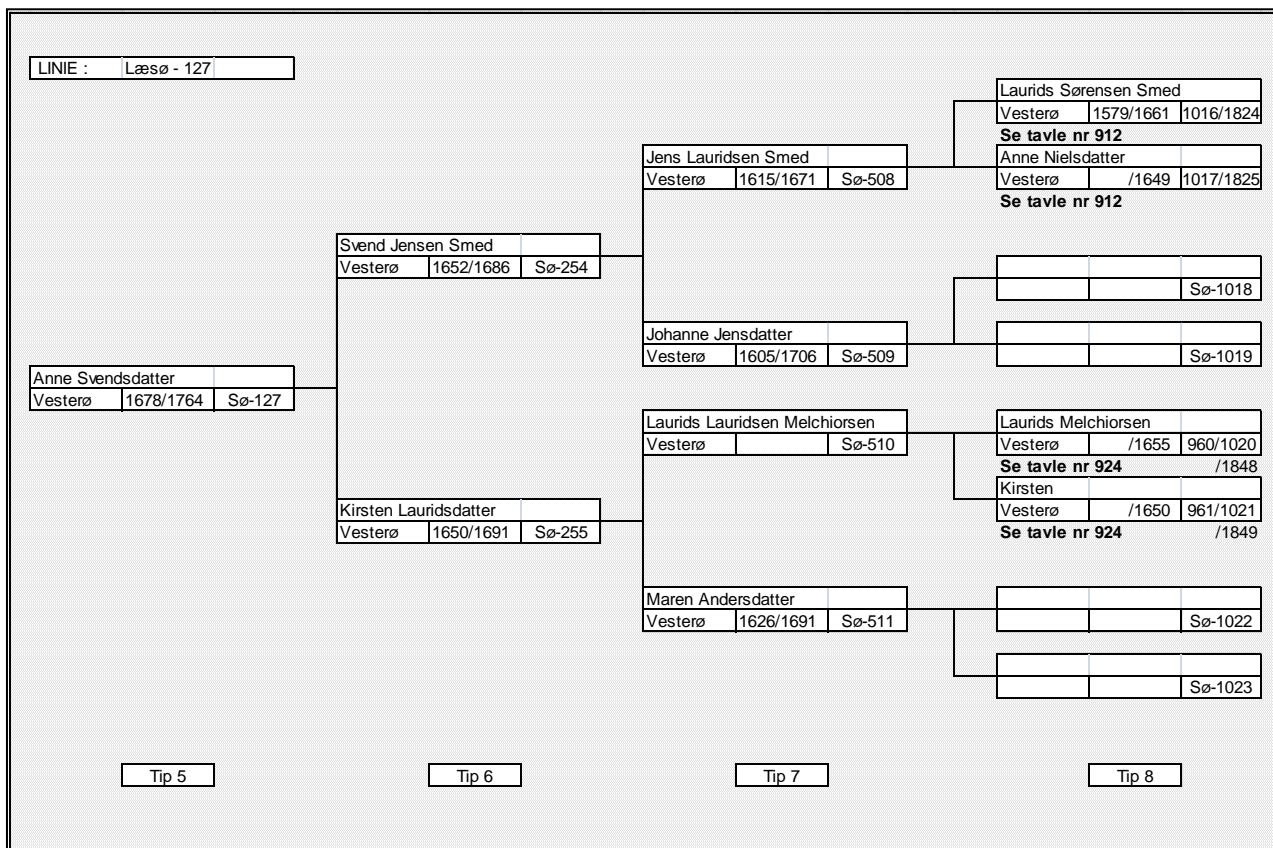 LINIE : Læsø - 127
Laurids Sørensen Smed
Vesterø 1579/1661 1016/1824
Se tavle nr 912
Jens Lauridsen Smed
Vesterø 1615/1671 Sø-508
Anne Nielsdatter
Vesterø /1649 1017/1825
Se tavle nr 912
Svend Jensen Smed
Vesterø 1652/1686 Sø-254
Sø-1018
Johanne Jensdatter
Vesterø 1605/1706 Sø-509
Sø-1019
Anne Svendsdatter
Vesterø 1678/1764 Sø-127
Laurids Lauridsen Melchiorsen
Vesterø Sø-510
Laurids Melchiorsen
Vesterø /1655 960/1020
Se tavle nr 924 /1848
Kirsten
Vesterø /1650 961/1021
Se tavle nr 924 /1849
Kirsten Lauridsdatter
Vesterø 1650/1691 Sø-255
Maren Andersdatter
Vesterø 1626/1691 Sø-511
Sø-1022
Sø-1023
Tip 5 Tip 6 Tip 7 Tip 8